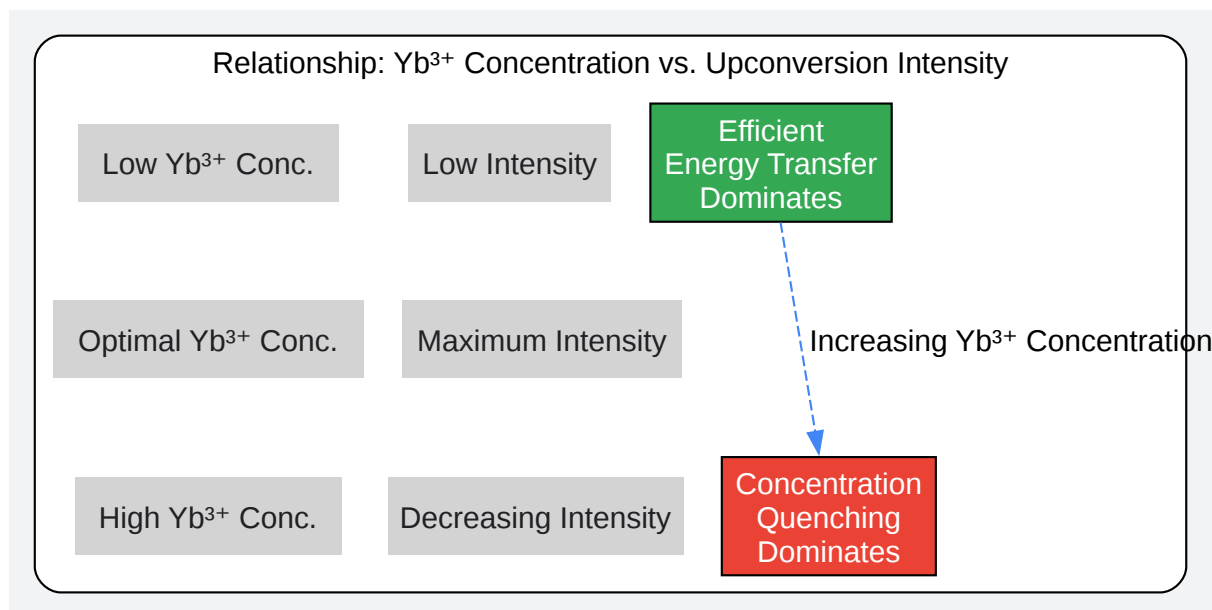 Relationship: Yb³⁺ Concentration vs. Upconversion Intensity
Low Yb³⁺ Conc.
Low Intensity
Efficient
Energy Transfer
Dominates
Optimal Yb³⁺ Conc.
Maximum Intensity
Increasing Yb³⁺ Concentration
High Yb³⁺ Conc.
Decreasing Intensity
Concentration
Quenching
Dominates